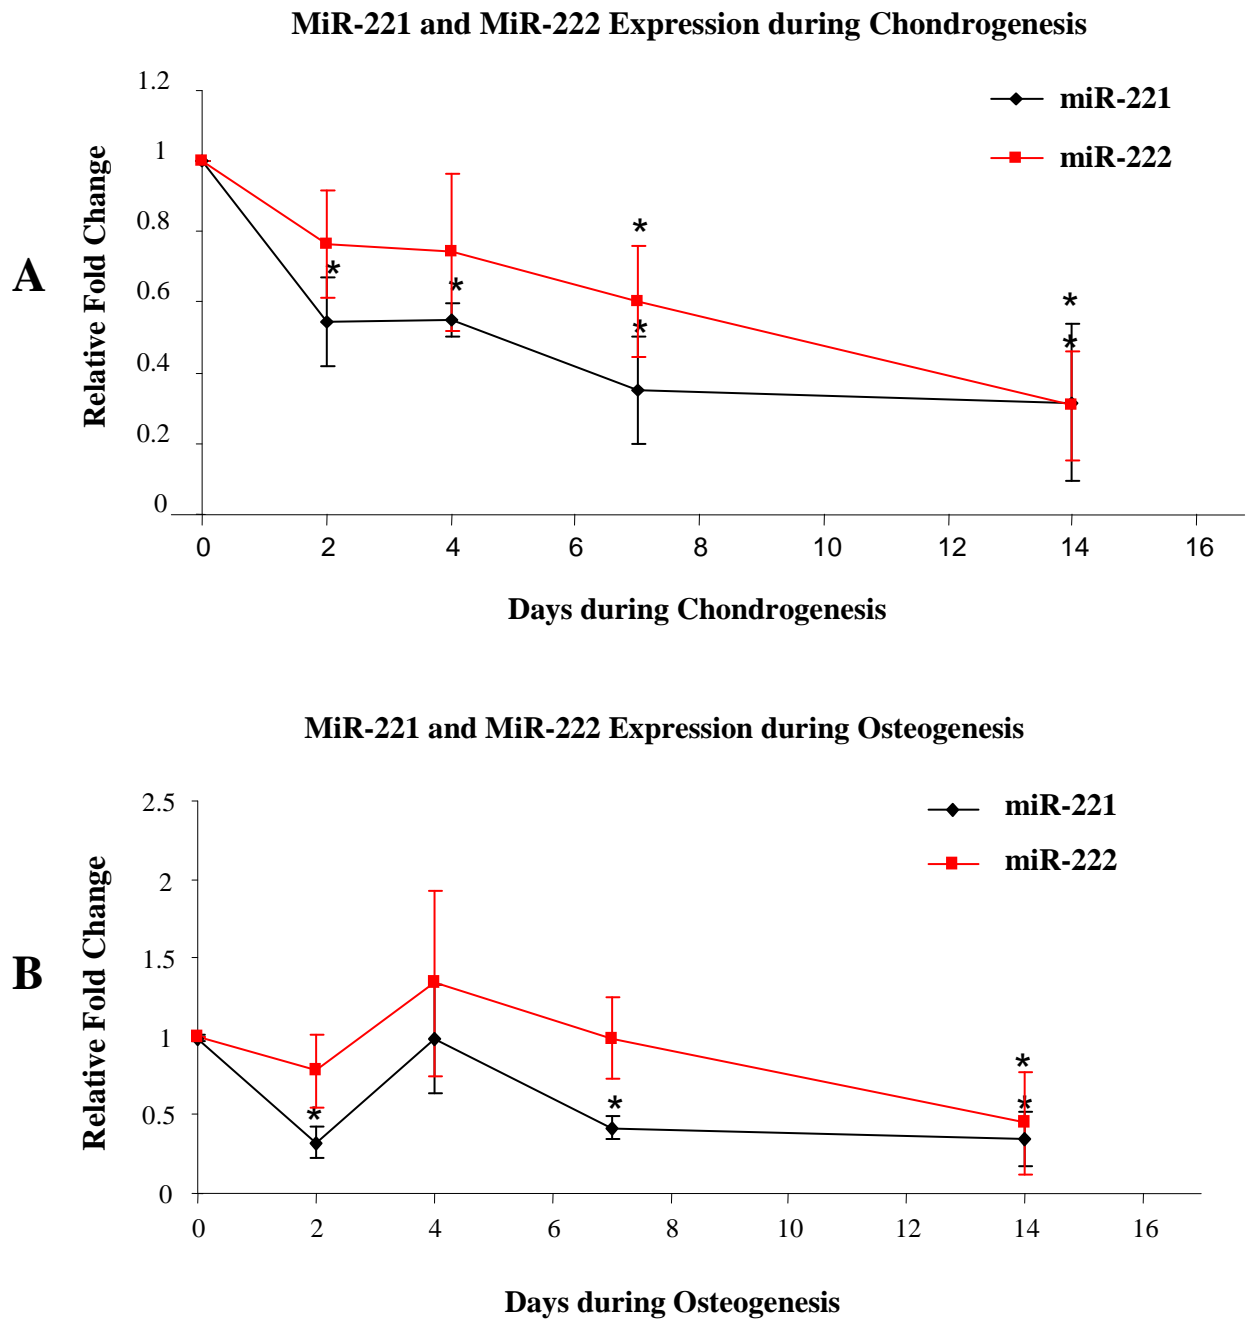 MiR-221 and MiR-222 Expression during Chondrogenesis
1.2
1
0.8
0.6
0.4
0.2
0
Relative Fold Change
A
miR-221
miR-222
*
*
*
*
*
*
0 2 4 6 8 10 12 14 16
Days during Chondrogenesis
MiR-221 and MiR-222 Expression during Osteogenesis
2.5
2
1.5
1
0.5
0
Relative Fold Change
B
miR-221
miR-222
*
*
*
*
0 2 4 6 8 10 12 14 16
Days during Osteogenesis